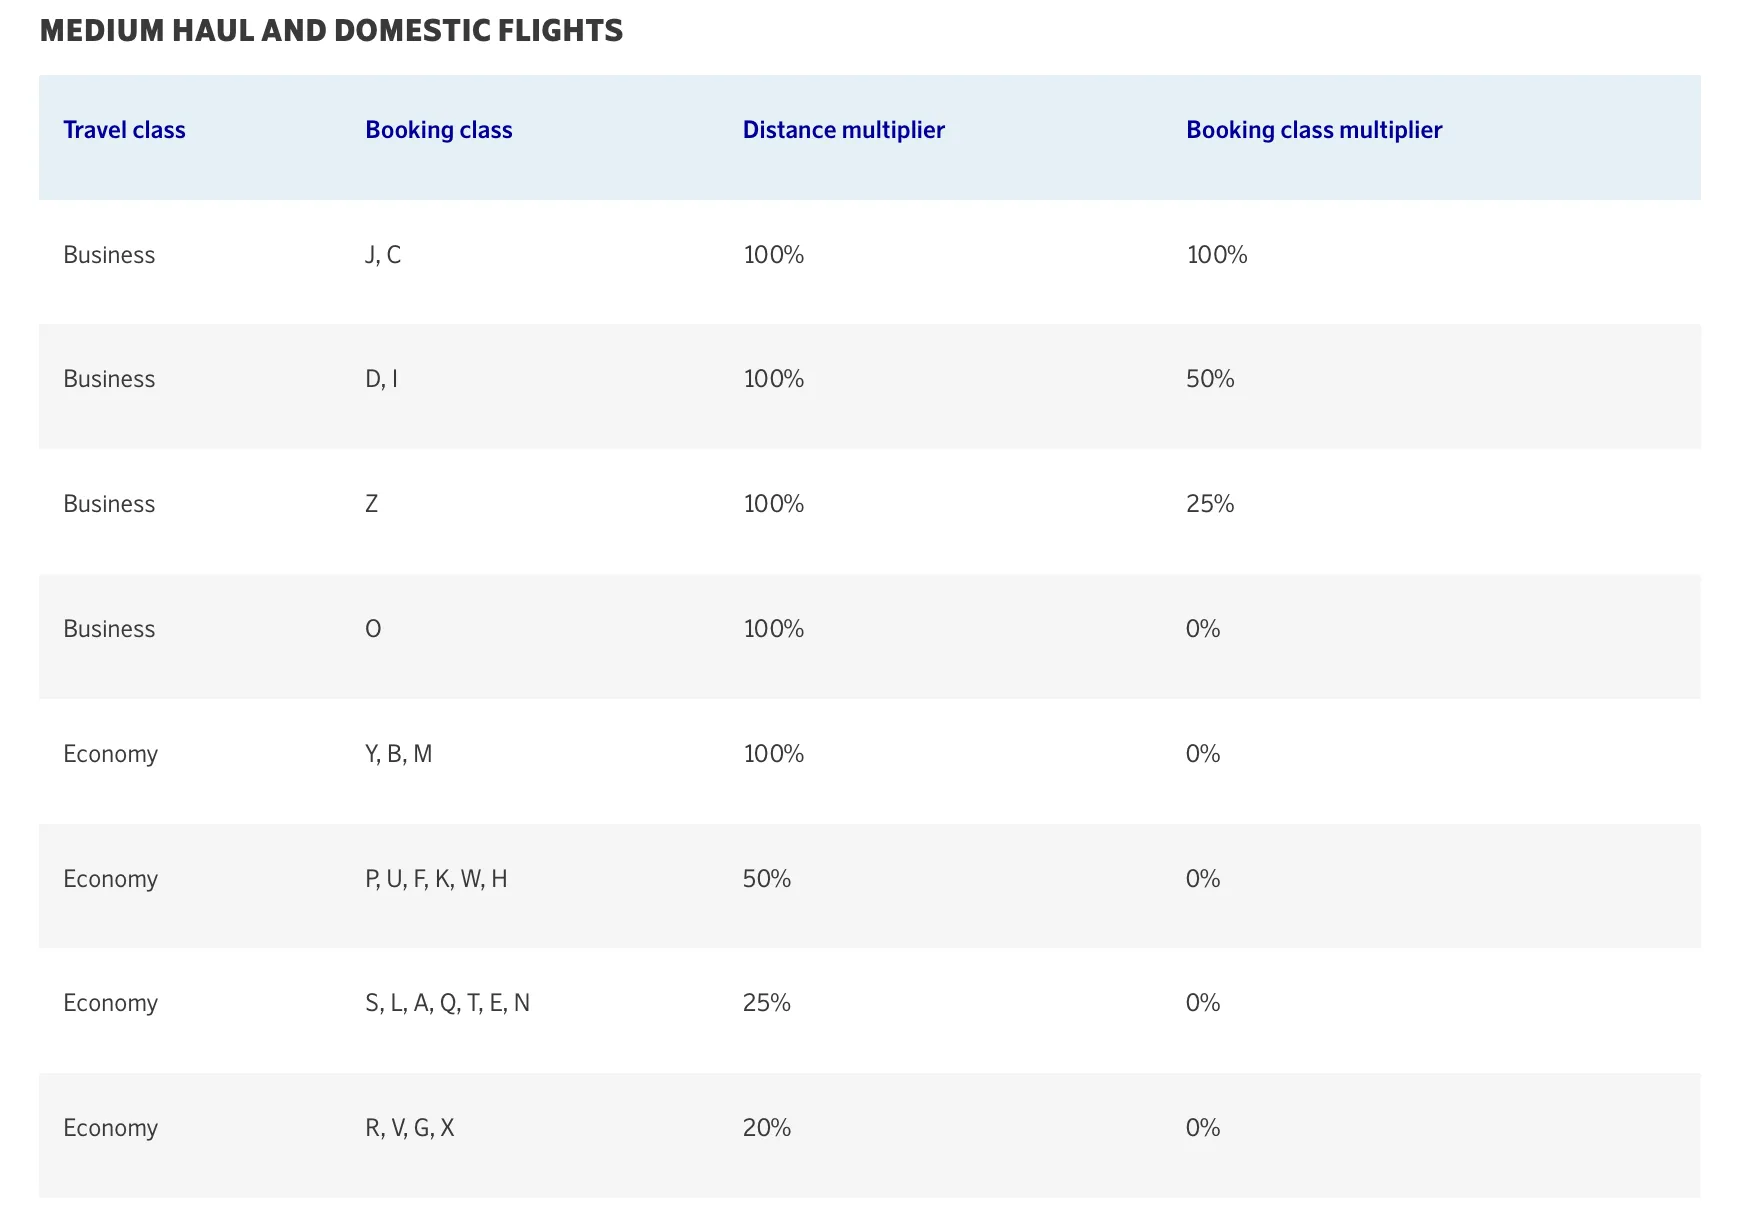 MEDIUM HAUL AND DOMESTIC FLIGHTS
Travel class Booking class Distance multiplier Booking class multiplier
Business J, C 100% 100%
Business D, I 100% 50%
Business Z 100% 25%
Business O 100% 0%
Economy Y, B, M 100% 0%
Economy P, U, F, K, W, H 50% 0%
Economy S, L, A, Q, T, E, N 25% 0%
Economy R, V, G, X 20% 0%